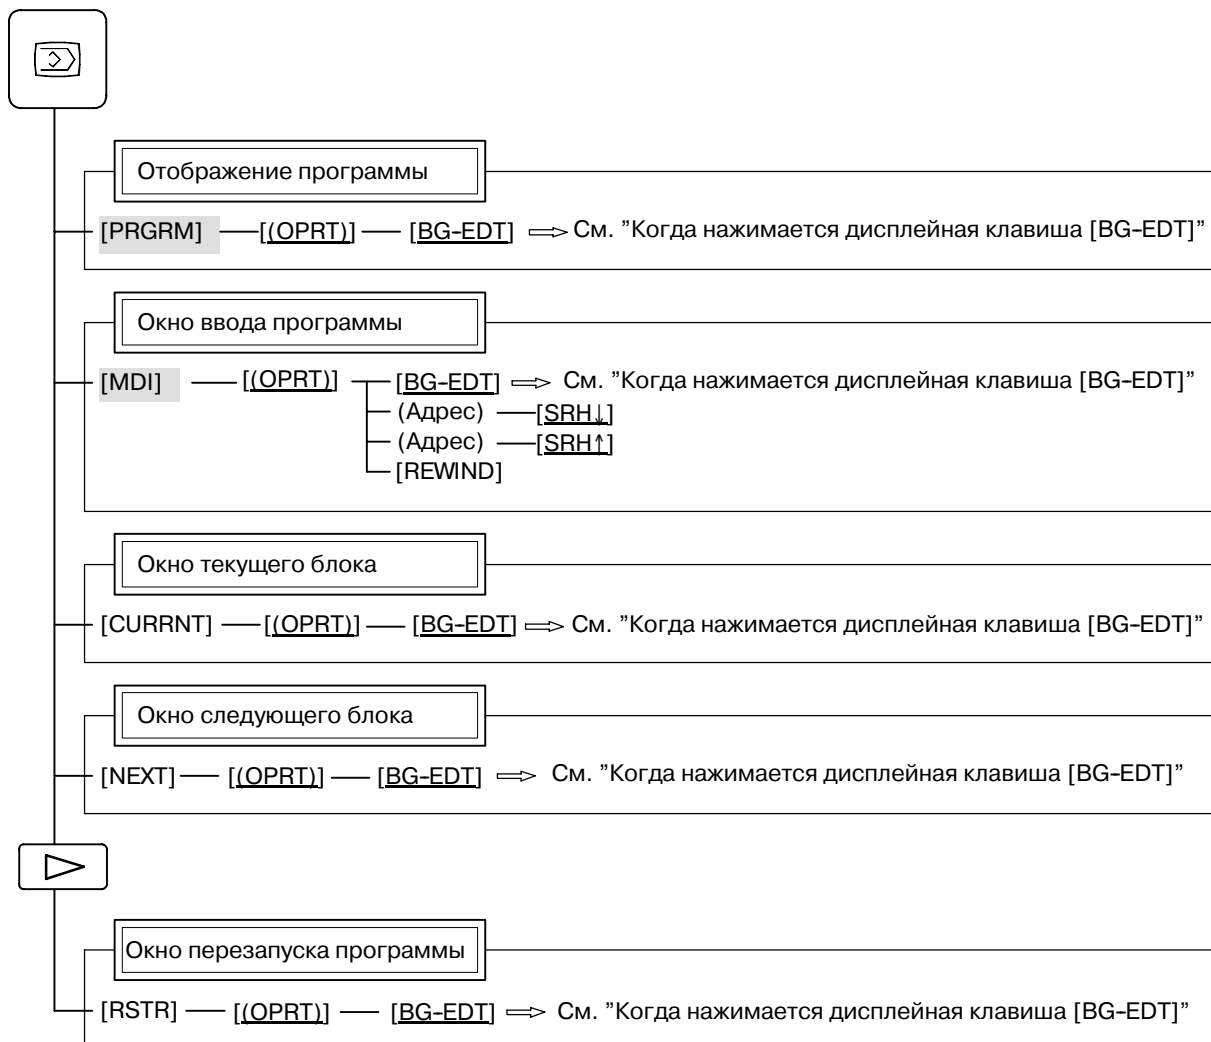 Отображение программы
[PRGRM] [(OPRT)] [BG-EDT] ⇒ См. ”Когда нажимается дисплейная клавиша [BG-EDT]”
Окно ввода программы
[MDI] [(OPRT)] [BG-EDT] ⇒ См. ”Когда нажимается дисплейная клавиша [BG-EDT]”
(Адрес) [SRH↓]
(Адрес) [SRH↑]
[REWIND]
Окно текущего блока
[CURRNT] [(OPRT)] [BG-EDT] ⇒ См. ”Когда нажимается дисплейная клавиша [BG-EDT]”
Окно следующего блока
[NEXT] [(OPRT)] [BG-EDT] ⇒ См. ”Когда нажимается дисплейная клавиша [BG-EDT]”
Окно перезапуска программы
[RSTR] [(OPRT)] [BG-EDT] ⇒ См. ”Когда нажимается дисплейная клавиша [BG-EDT]”